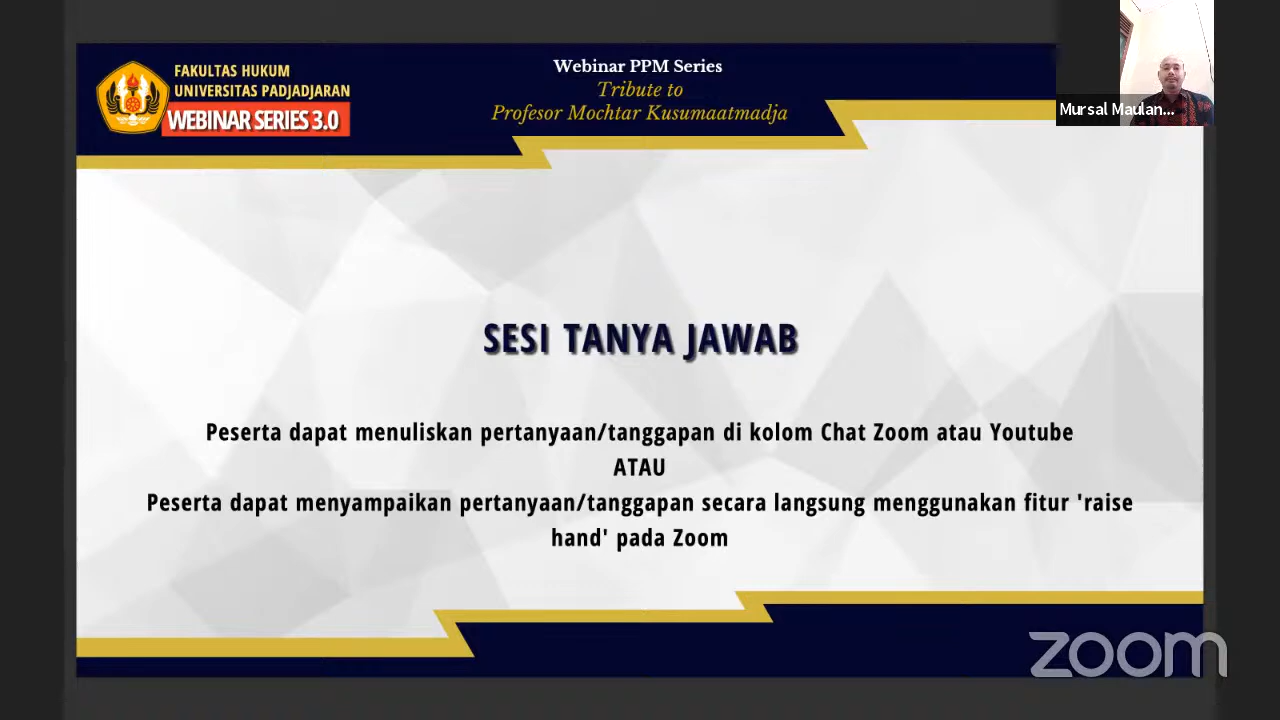 FAKULTAS HUKUM
UNIVERSITAS PADJADJARAN
WEBINAR SERIES 3.0
Webinar PPM Series
Tribute to
Profesor Mochtar Kusumaatmadja
Mursal Maulan...
SESI TANYA JAWAB
Peserta dapat menuliskan pertanyaan/tanggapan di kolom Chat Zoom atau Youtube
ATAU
Peserta dapat menyampaikan pertanyaan/tanggapan secara langsung menggunakan fitur 'raise
hand' pada Zoom
zoom